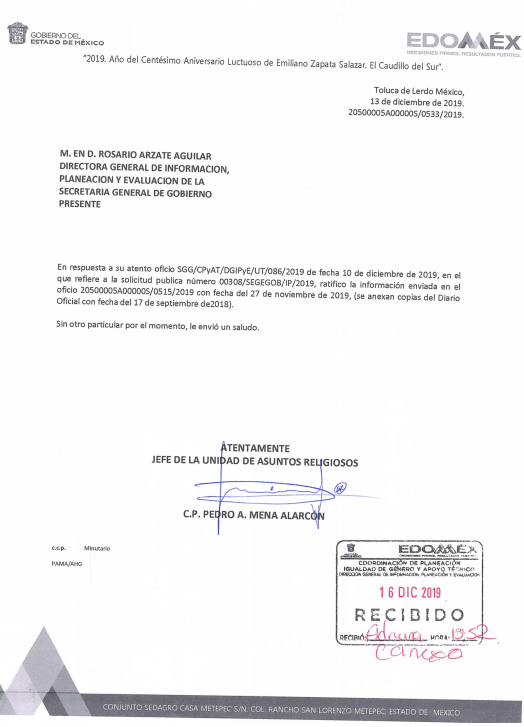 GOBIERNO DEL
ESTADO DE MÉXICO
EDOMÉX
DECISIONES FIRMES, RESULTADOS FUERTES.
"2019. Año del Centésimo Aniversario Luctuoso de Emiliano Zapata Salazar. El Caudillo del Sur".
Toluca de Lerdo México,
13 de diciembre de 2019.
20500005A000005/0533/2019.
M. EN D. ROSARIO ARZATE AGUILAR
DIRECTORA GENERAL DE INFORMACION,
PLANEACION Y EVALUACION DE LA
SECRETARIA GENERAL DE GOBIERNO
PRESENTE
En respuesta a su atento oficio SGG/CPyAT/DGIPyE/UT/086/2019 de fecha 10 de diciembre de 2019, en el
que refiere a la solicitud publica número 00308/SEGEGOB/IP/2019, ratifico la información enviada en el
oficio 20500005A000005/0515/2019 con fecha del 27 de noviembre de 2019, (se anexan copias del Diario
Oficial con fecha del 17 de septiembre de2018).
Sin otro particular por el momento, le envió un saludo.
ATENTAMENTE
JEFE DE LA UNIDAD DE ASUNTOS RELIGIOSOS
C.P. PEDRO A. MENA ALARCÓN
c.c.p. Minutario
PAMA/AHG
EDOMÉX
DECISIONES FIRMES, RESULTADOS FUERTES.
COORDINACIÓN DE PLANEACIÓN
IGUALDAD DE GÉNERO Y APOYO TÉCNICO
DIRECCIÓN GENERAL DE INFORMACIÓN, PLANEACIÓN Y EVALUACIÓN
16 DIC 2019
RECIBIDO
RECIBIÓ Adriana HORA
CONJUNTO SEDAGRO CASA METEPEC S/N. COL. RANCHO SAN LORENZO METEPEC, ESTADO DE MÉXICO